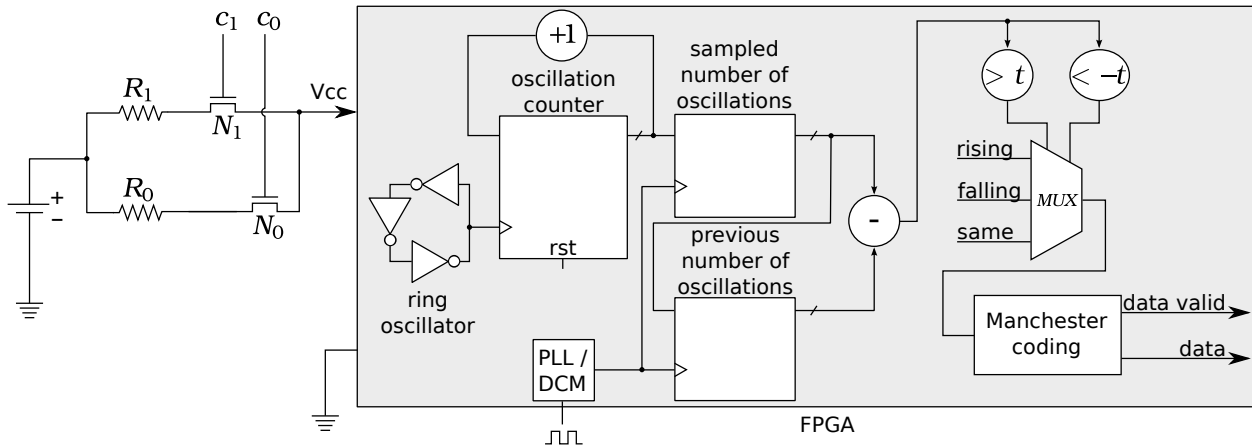 c1 c0
R1
N1
Vcc
+
-
R0
N0
+1
oscillation
counter
rst
ring
oscillator
sampled
number of
oscillations
previous
number of
oscillations
PLL /
DCM
-
> t
< -t
rising
falling
same
MUX
Manchester
coding
data valid
data
FPGA